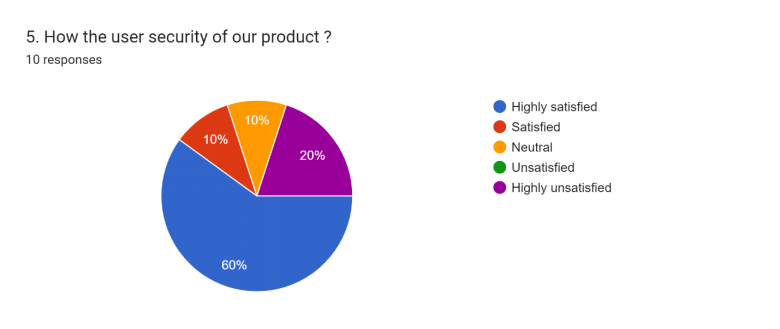 5. How the user security of our product ?
10 responses
10%
10%
20%
60%
Highly satisfied
Satisfied
Neutral
Unsatisfied
Highly unsatisfied